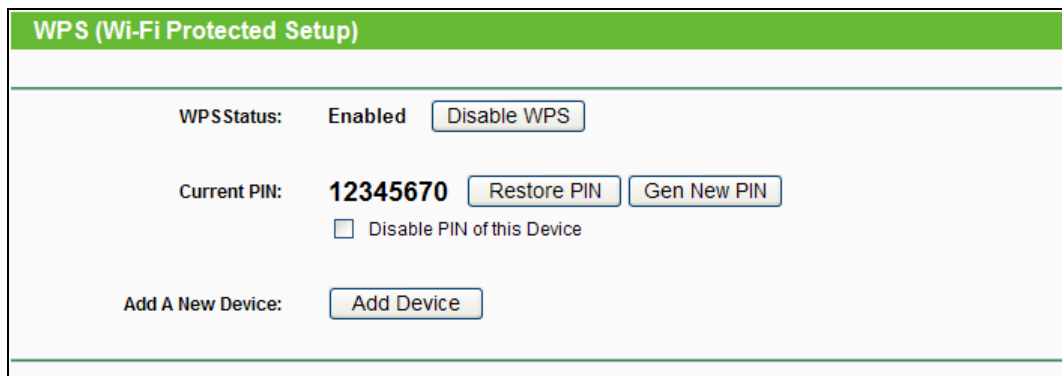 WPS (Wi-Fi Protected Setup)
WPS Status: Enabled Disable WPS
Current PIN: 12345670 Restore PIN Gen New PIN
Disable PIN of this Device
Add A New Device: Add Device